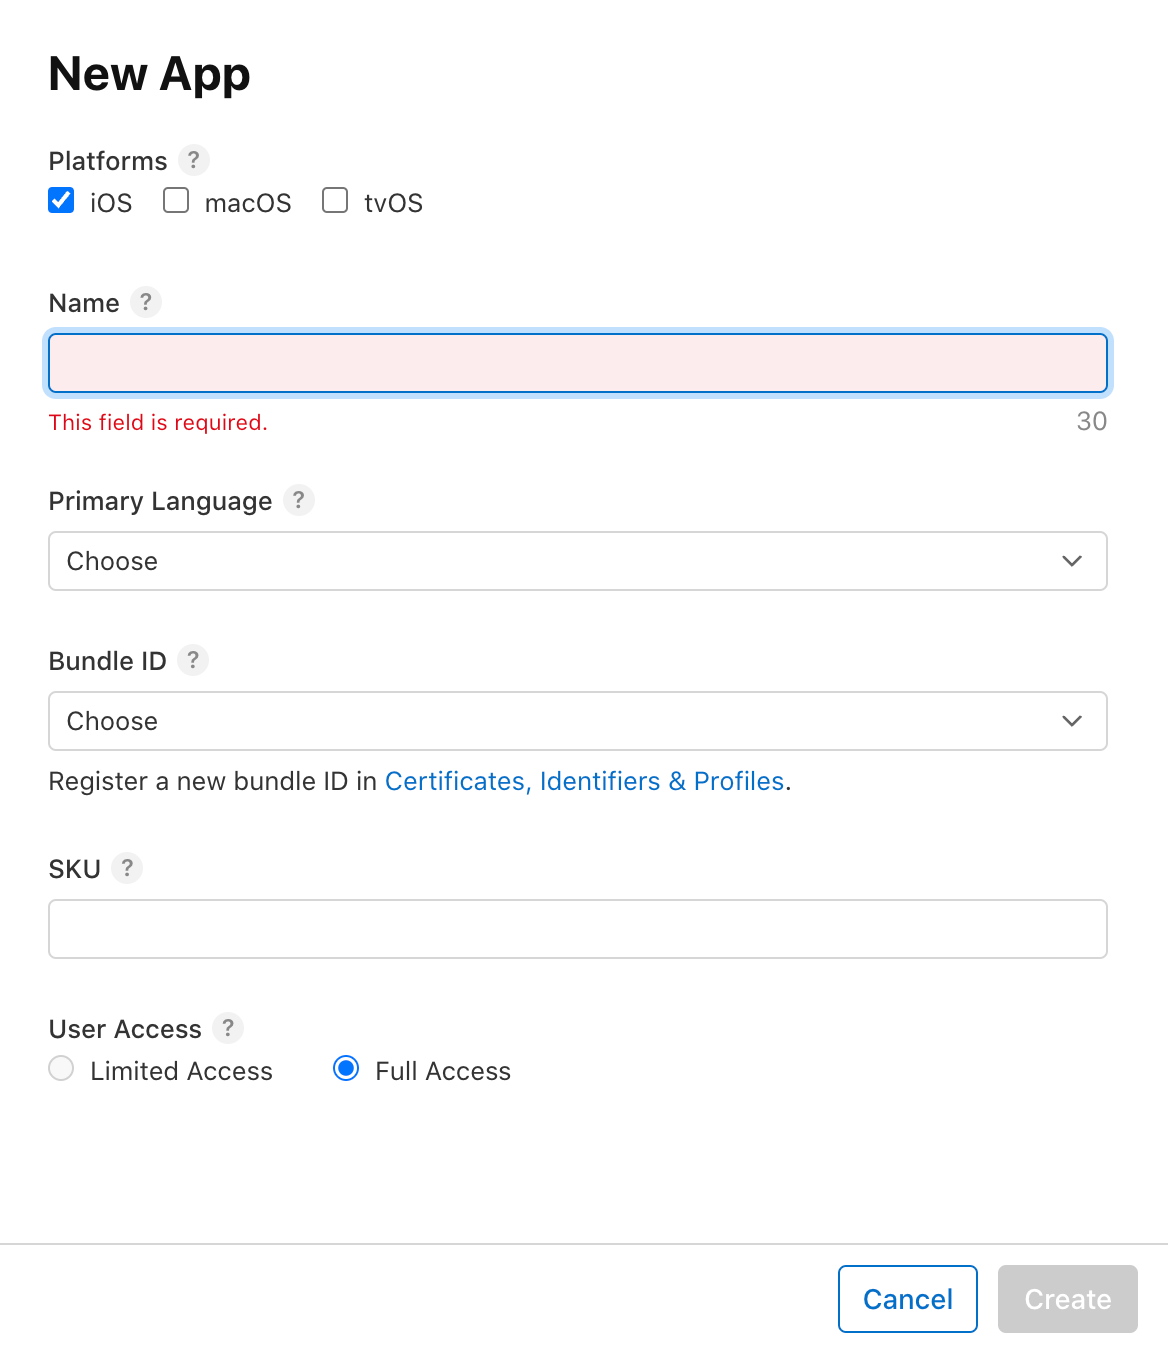 New App
Platforms ?
iOS macOS tvOS
Name ?
This field is required. 30
Primary Language ?
Choose
Bundle ID ?
Choose
Register a new bundle ID in Certificates, Identifiers & Profiles.
SKU ?
User Access ?
Limited Access Full Access
Cancel Create